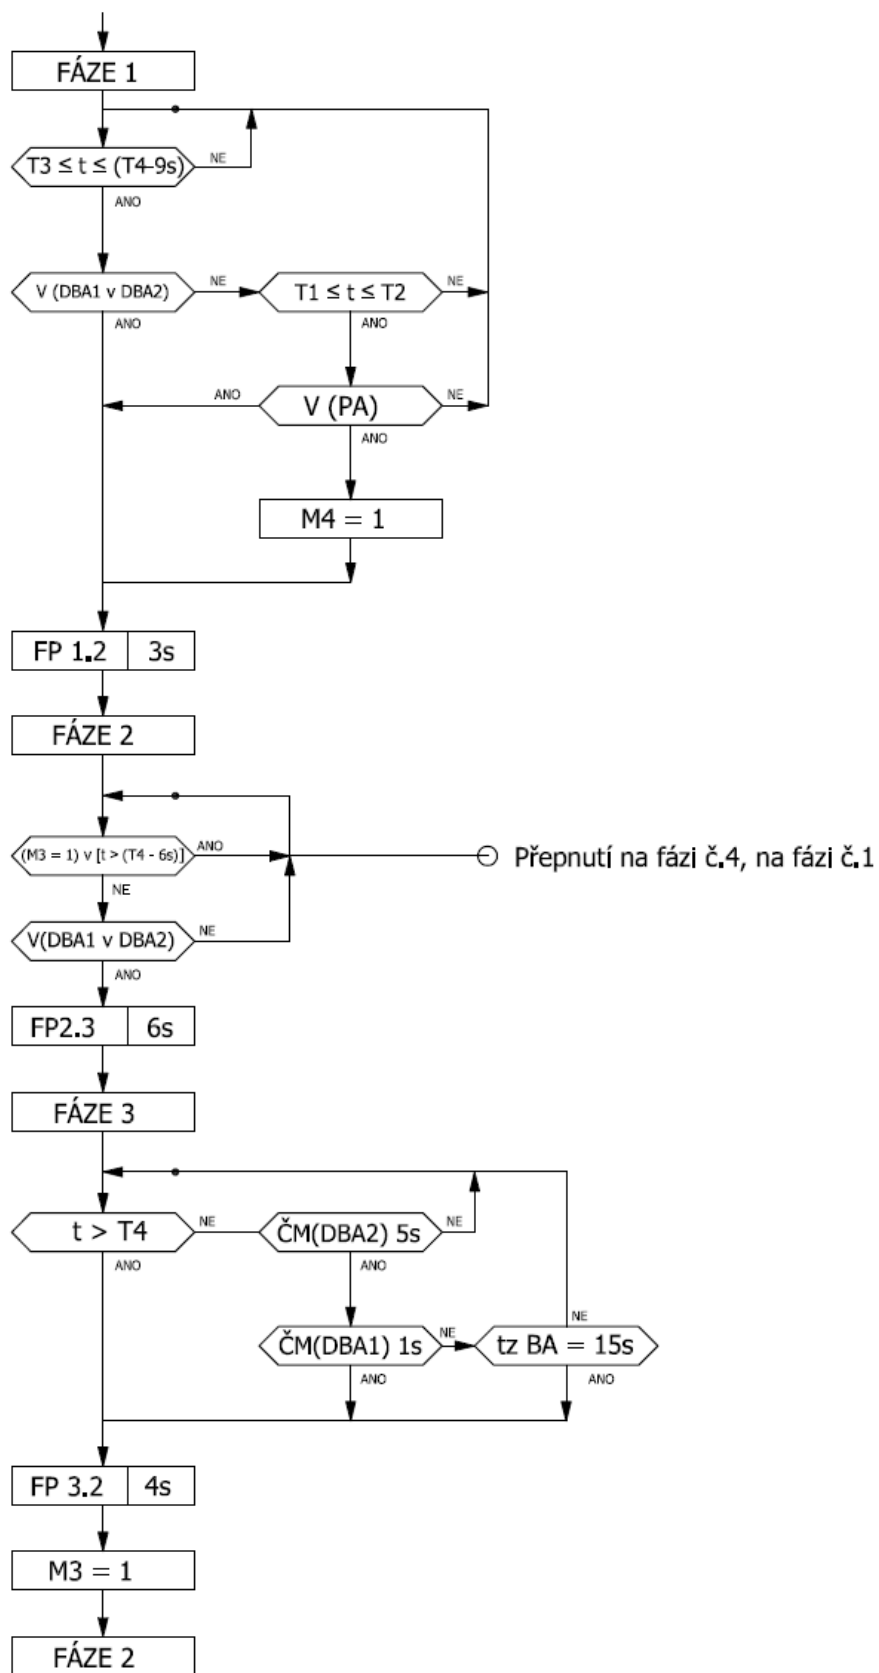 FÁZE 1
T3 ≤ t ≤ (T4-9s)
NE
ANO
V (DBA1 v DBA2)
NE
T1 ≤ t ≤ T2
NE
ANO
ANO
ANO
V (PA)
NE
ANO
M4 = 1
FP 1.2 3s
FÁZE 2
(M3 = 1) v [t > (T4 - 6s)]
ANO
Přepnutí na fázi č.4, na fázi č.1
NE
V(DBA1 v DBA2)
NE
ANO
FP2.3 6s
FÁZE 3
t > T4
NE
ČM(DBA2) 5s
NE
ANO
ANO
NE
ČM(DBA1) 1s
NE
tz BA = 15s
ANO
ANO
FP 3.2 4s
M3 = 1
FÁZE 2